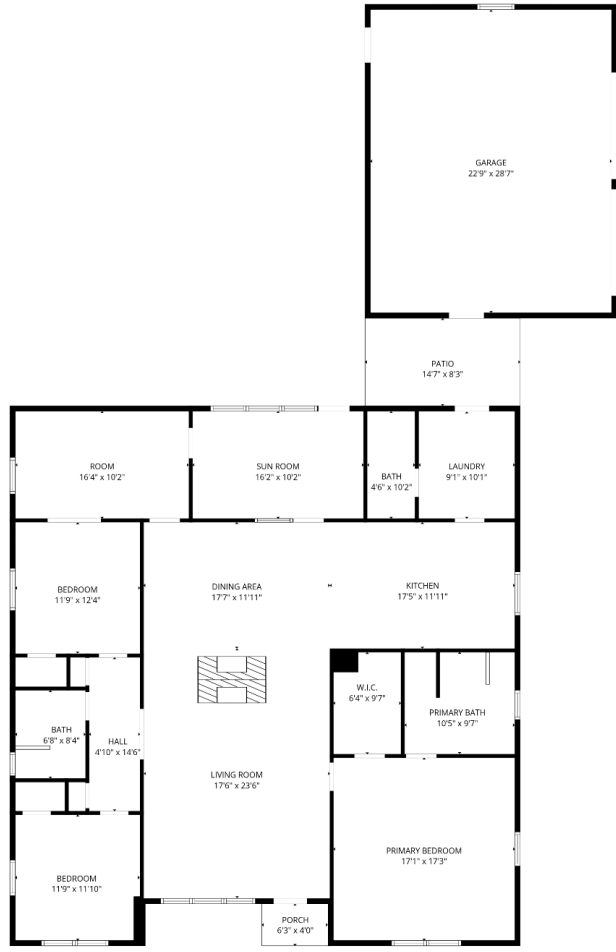 GARAGE
22'9" x 28'7"
PATIO
14'7" x 8'3"
ROOM
16'4" x 10'2"
SUN ROOM
16'2" x 10'2"
BATH
4'6" x 10'2"
LAUNDRY
9'1" x 10'1"
BEDROOM
11'9" x 12'4"
DINING AREA
17'7" x 11'11"
KITCHEN
17'5" x 11'11"
W.I.C.
6'4" x 9'7"
PRIMARY BATH
10'5" x 9'7"
BATH
6'8" x 8'4"
HALL
4'10" x 14'6"
LIVING ROOM
17'6" x 23'6"
BEDROOM
11'9" x 11'10"
PRIMARY BEDROOM
17'1" x 17'3"
PORCH
6'3" x 4'0"